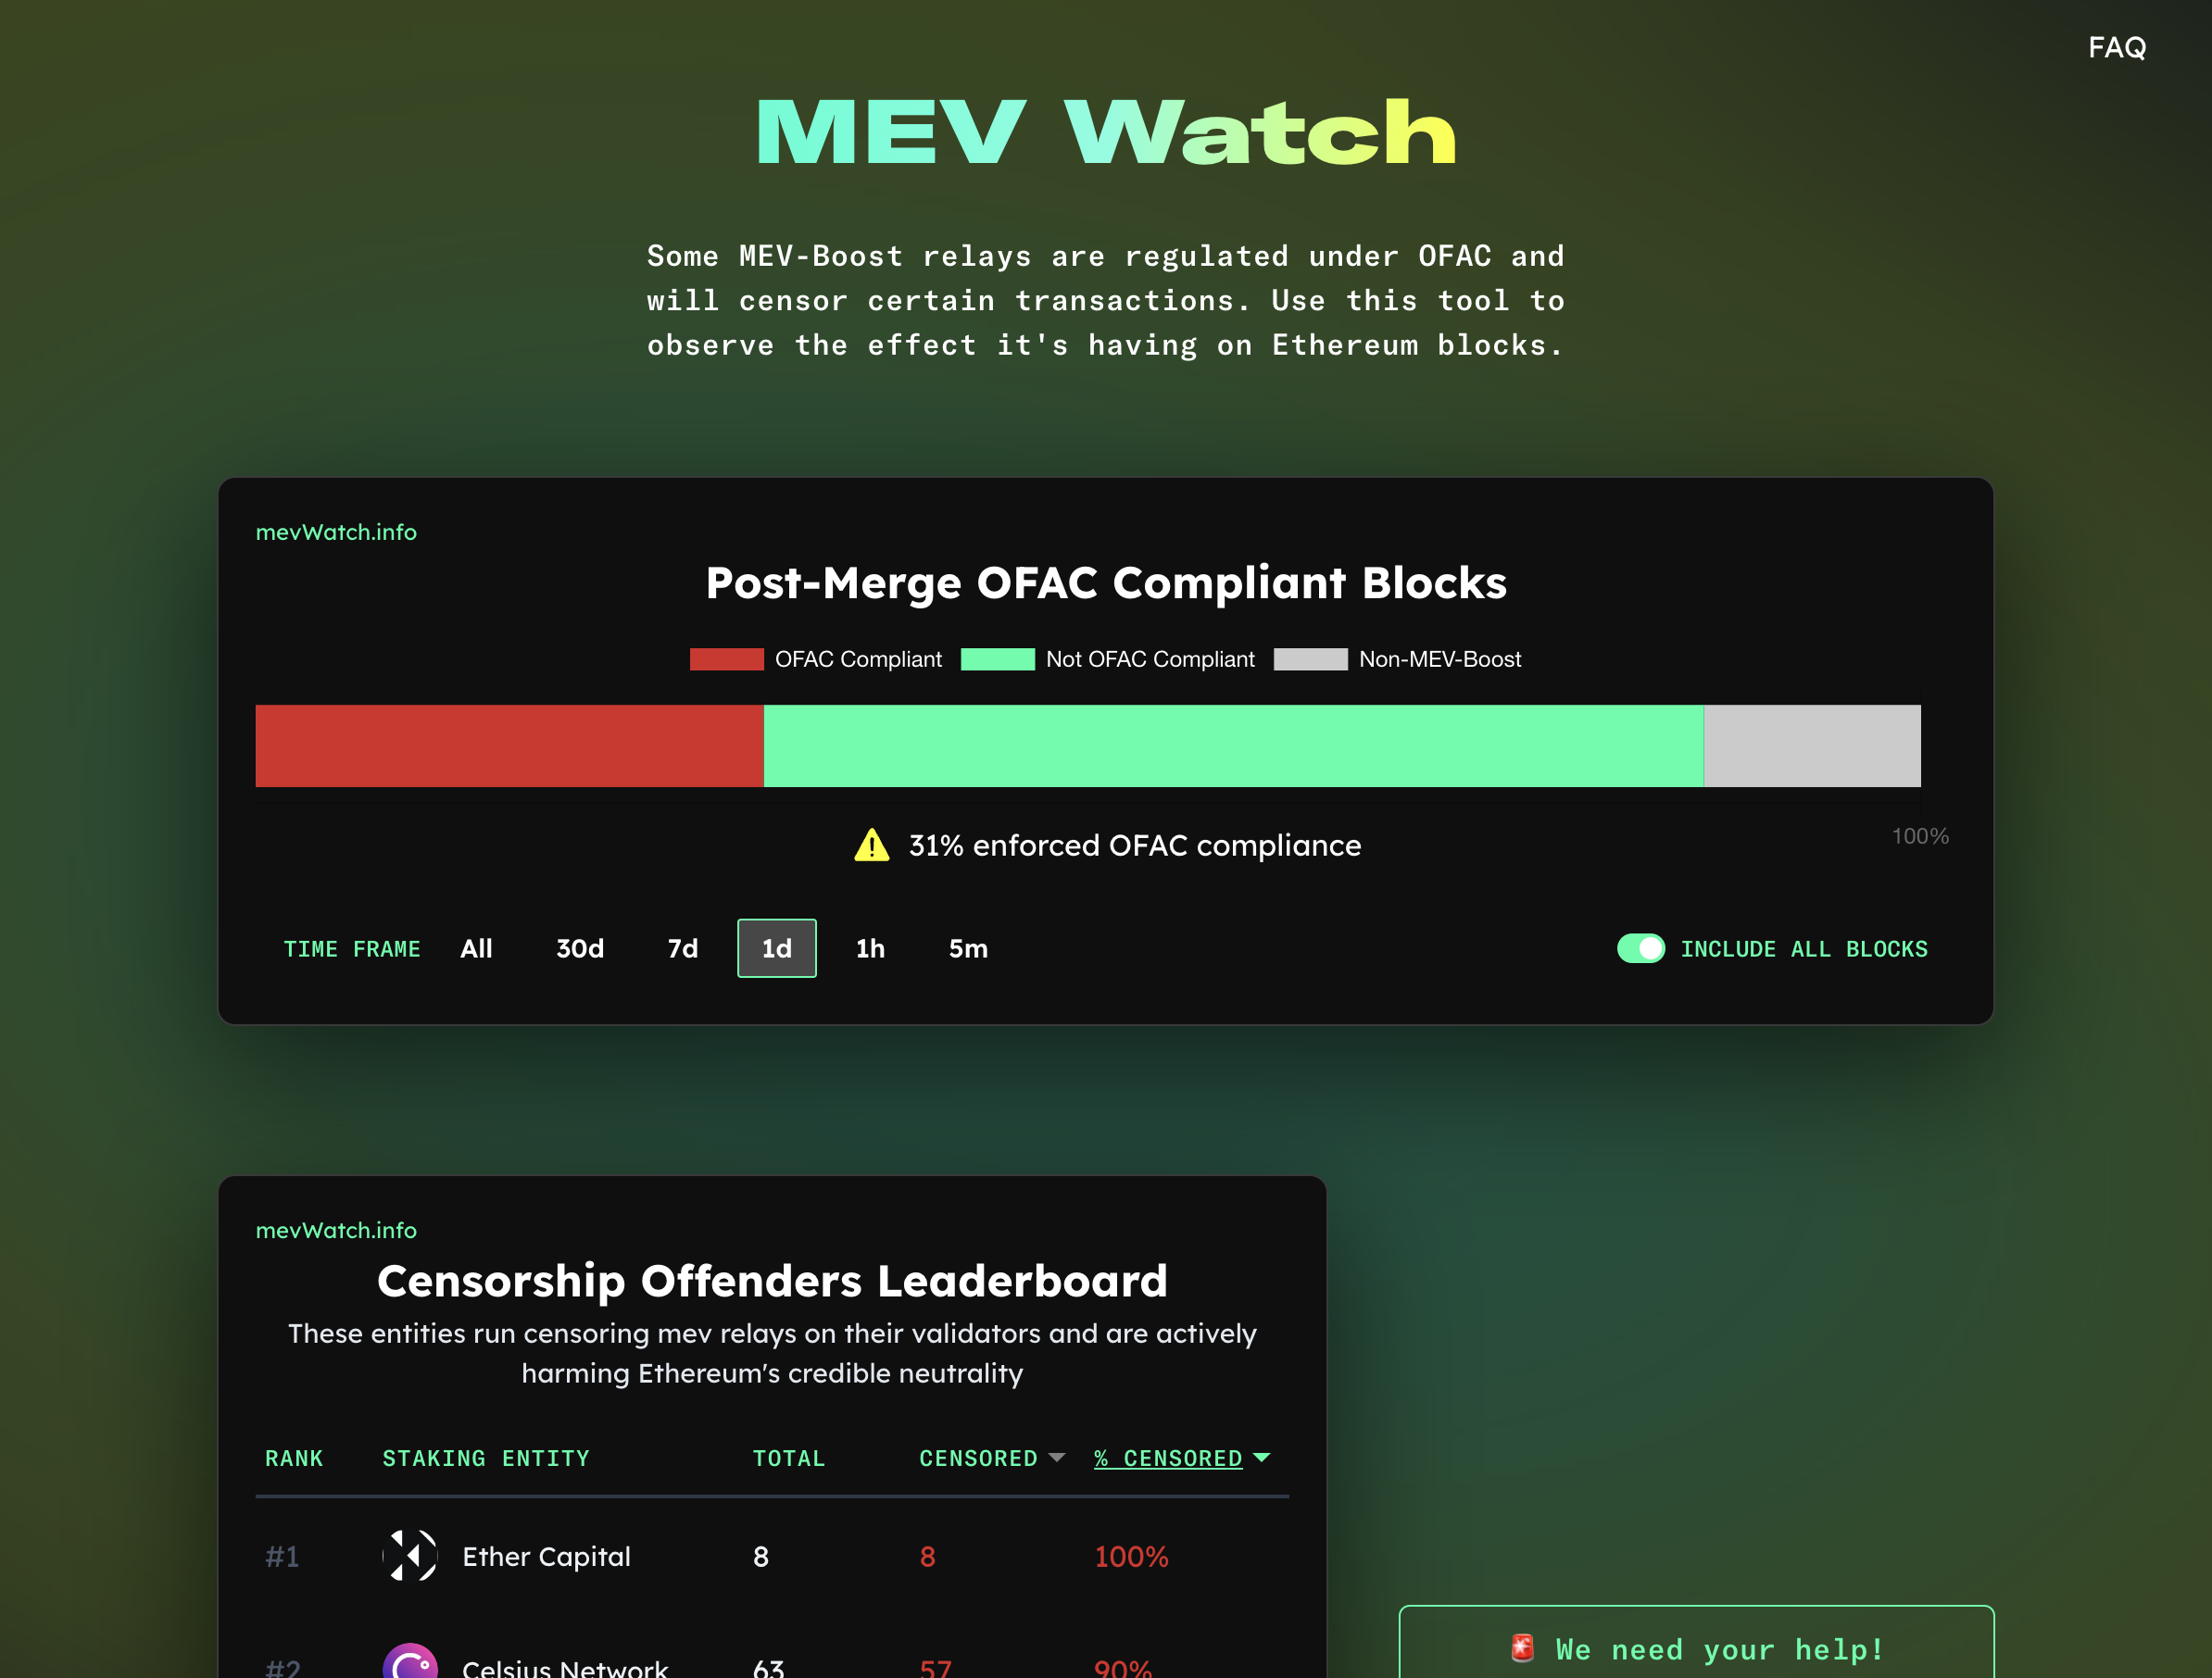 FAQ
MEV Watch
Some MEV-Boost relays are regulated under OFAC and
will censor certain transactions. Use this tool to
observe the effect it's having on Ethereum blocks.
mevWatch.info
Post-Merge OFAC Compliant Blocks
OFAC Compliant Not OFAC Compliant Non-MEV-Boost
31% enforced OFAC compliance
100%
TIME FRAME All 30d 7d 1d 1h 5m INCLUDE ALL BLOCKS
mevWatch.info
Censorship Offenders Leaderboard
These entities run censoring mev relays on their validators and are actively
harming Ethereum's credible neutrality
RANK STAKING ENTITY TOTAL CENSORED % CENSORED
#1 Ether Capital 8 8 100%
🚨 We need your help!
#2 Celsius Network 63 57 90%